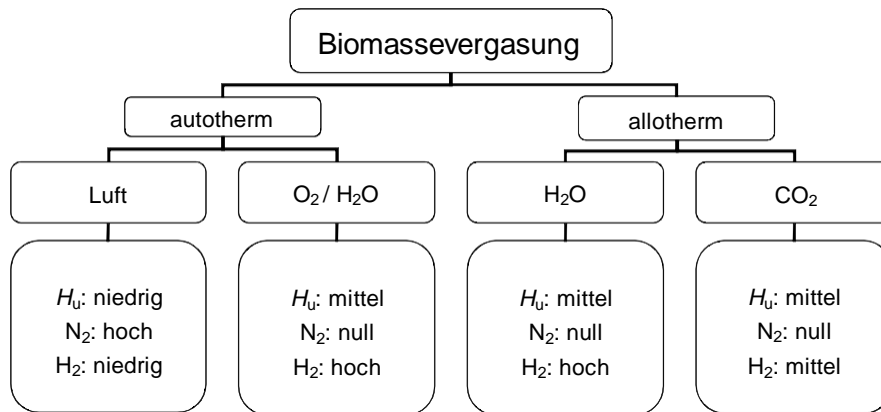 Biomassevergasung
autotherm
allotherm
Luft
O₂ / H₂O
H₂O
CO₂
Hᵤ: niedrig
N₂: hoch
H₂: niedrig
Hᵤ: mittel
N₂: null
H₂: hoch
Hᵤ: mittel
N₂: null
H₂: hoch
Hᵤ: mittel
N₂: null
H₂: mittel